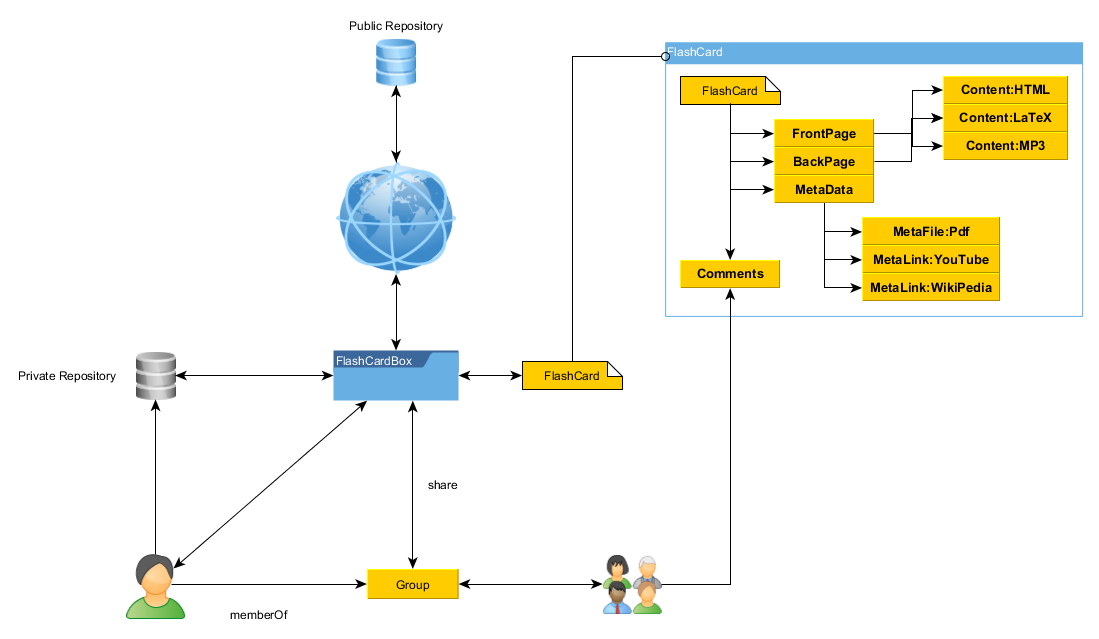 Public Repository
FlashCard
FlashCard
Content:HTML
Content:LaTeX
Content:MP3
FrontPage
BackPage
MetaData
MetaFile:Pdf
MetaLink:YouTube
MetaLink:WikiPedia
Comments
FlashCardBox
Private Repository
FlashCard
share
Group
memberOf